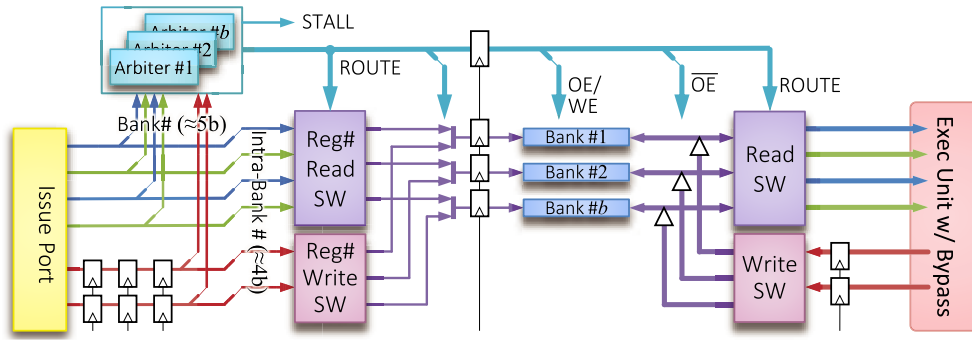 Arbiter #b
Arbiter #2
Arbiter #1
STALL
ROUTE
OE/
WE
OE
ROUTE
Bank# (≈5b)
Intra-Bank # (≈4b)
Issue Port
Reg#
Read
SW
Reg#
Write
SW
Bank #1
Bank #2
Bank #b
Read
SW
Write
SW
Exec Unit w/ Bypass